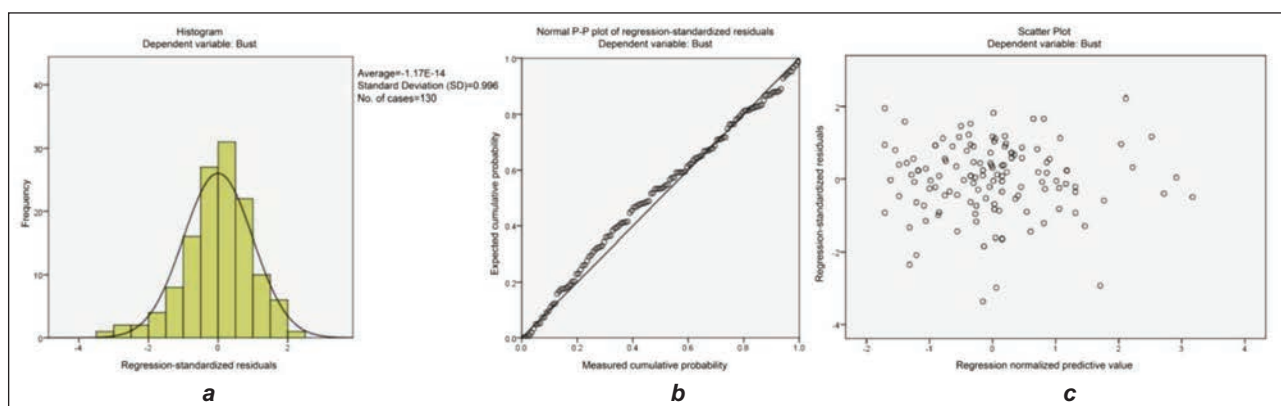 Histogram
Dependent variable: Bust
Average=-1.17E-14
Standard Deviation (SD)=0.996
No. of cases=130
Frequency
40
30
20
10
0
-4
-2
0
2
Regression-standardized residuals
a
Normal P-P plot of regression-standardized residuals
Dependent variable: Bust
Expected cumulative probability
1.0
0.8
0.6
0.4
0.2
0.0
0.0
0.2
0.4
0.6
0.8
1.0
Measured cumulative probability
b
Scatter Plot
Dependent variable: Bust
Regression-standardized residuals
2
0
-2
-4
-2
-1
0
1
2
3
4
Regression normalized predictive value
c